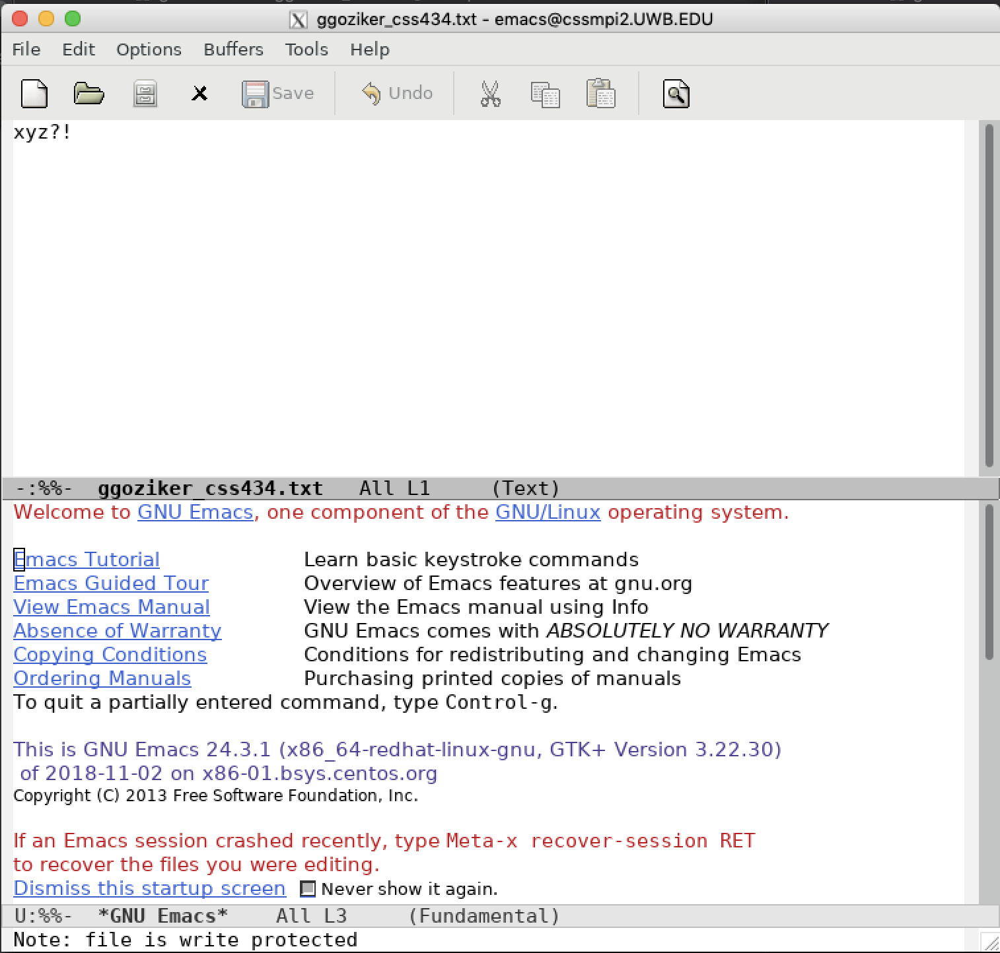 ggoziker_css434.txt - emacs@cssmpi2.UWB.EDU
File Edit Options Buffers Tools Help
Save Undo
xyz?!
-:%%- ggoziker_css434.txt All L1 (Text)
Welcome to GNU Emacs, one component of the GNU/Linux operating system.
Emacs Tutorial Learn basic keystroke commands
Emacs Guided Tour Overview of Emacs features at gnu.org
View Emacs Manual View the Emacs manual using Info
Absence of Warranty GNU Emacs comes with ABSOLUTELY NO WARRANTY
Copying Conditions Conditions for redistributing and changing Emacs
Ordering Manuals Purchasing printed copies of manuals
To quit a partially entered command, type Control-g.
This is GNU Emacs 24.3.1 (x86_64-redhat-linux-gnu, GTK+ Version 3.22.30)
of 2018-11-02 on x86-01.bsys.centos.org
Copyright (C) 2013 Free Software Foundation, Inc.
If an Emacs session crashed recently, type Meta-x recover-session RET
to recover the files you were editing.
Dismiss this startup screen Never show it again.
U:%%- *GNU Emacs* All L3 (Fundamental)
Note: file is write protected